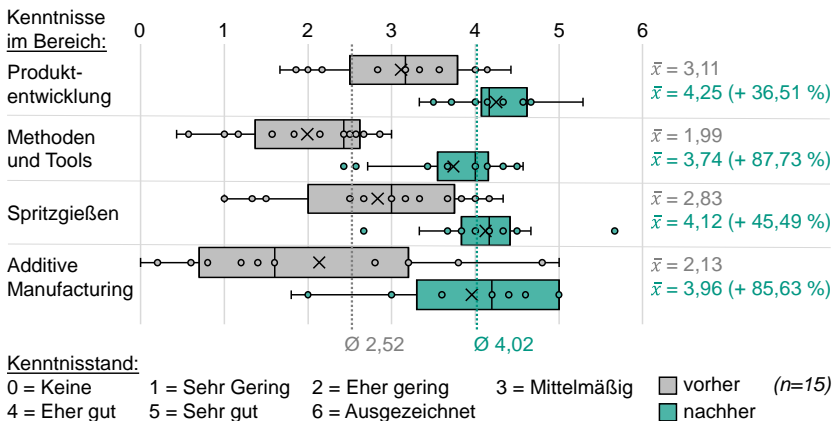 Kenntnisse
im Bereich:
0 1 2 3 4 5 6
Produkt-
entwicklung
x̄ = 3,11
x̄ = 4,25 (+ 36,51 %)
Methoden
und Tools
x̄ = 1,99
x̄ = 3,74 (+ 87,73 %)
Spritzgießen
x̄ = 2,83
x̄ = 4,12 (+ 45,49 %)
Additive
Manufacturing
x̄ = 2,13
x̄ = 3,96 (+ 85,63 %)
Ø 2,52 Ø 4,02
Kenntnisstand:
0 = Keine 1 = Sehr Gering 2 = Eher gering 3 = Mittelmäßig vorher (n=15)
4 = Eher gut 5 = Sehr gut 6 = Ausgezeichnet nachher